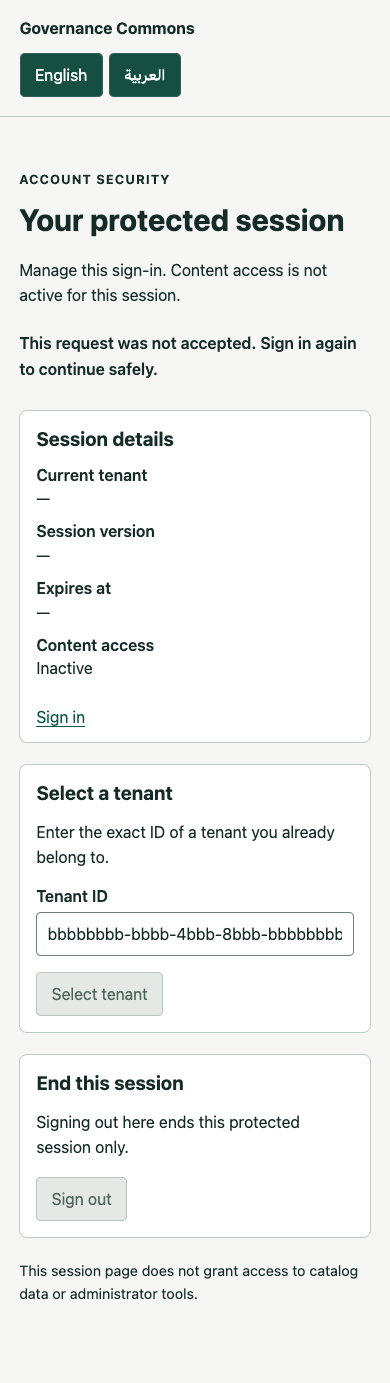 Governance Commons
English
العربية
ACCOUNT SECURITY
Your protected session
Manage this sign-in. Content access is not
active for this session.
This request was not accepted. Sign in again
to continue safely.
Session details
Current tenant
—
Session version
—
Expires at
—
Content access
Inactive
Sign in
Select a tenant
Enter the exact ID of a tenant you already
belong to.
Tenant ID
bbbbbbbb-bbbb-4bbb-8bbb-bbbbbbbb
Select tenant
End this session
Signing out here ends this protected
session only.
Sign out
This session page does not grant access to catalog
data or administrator tools.